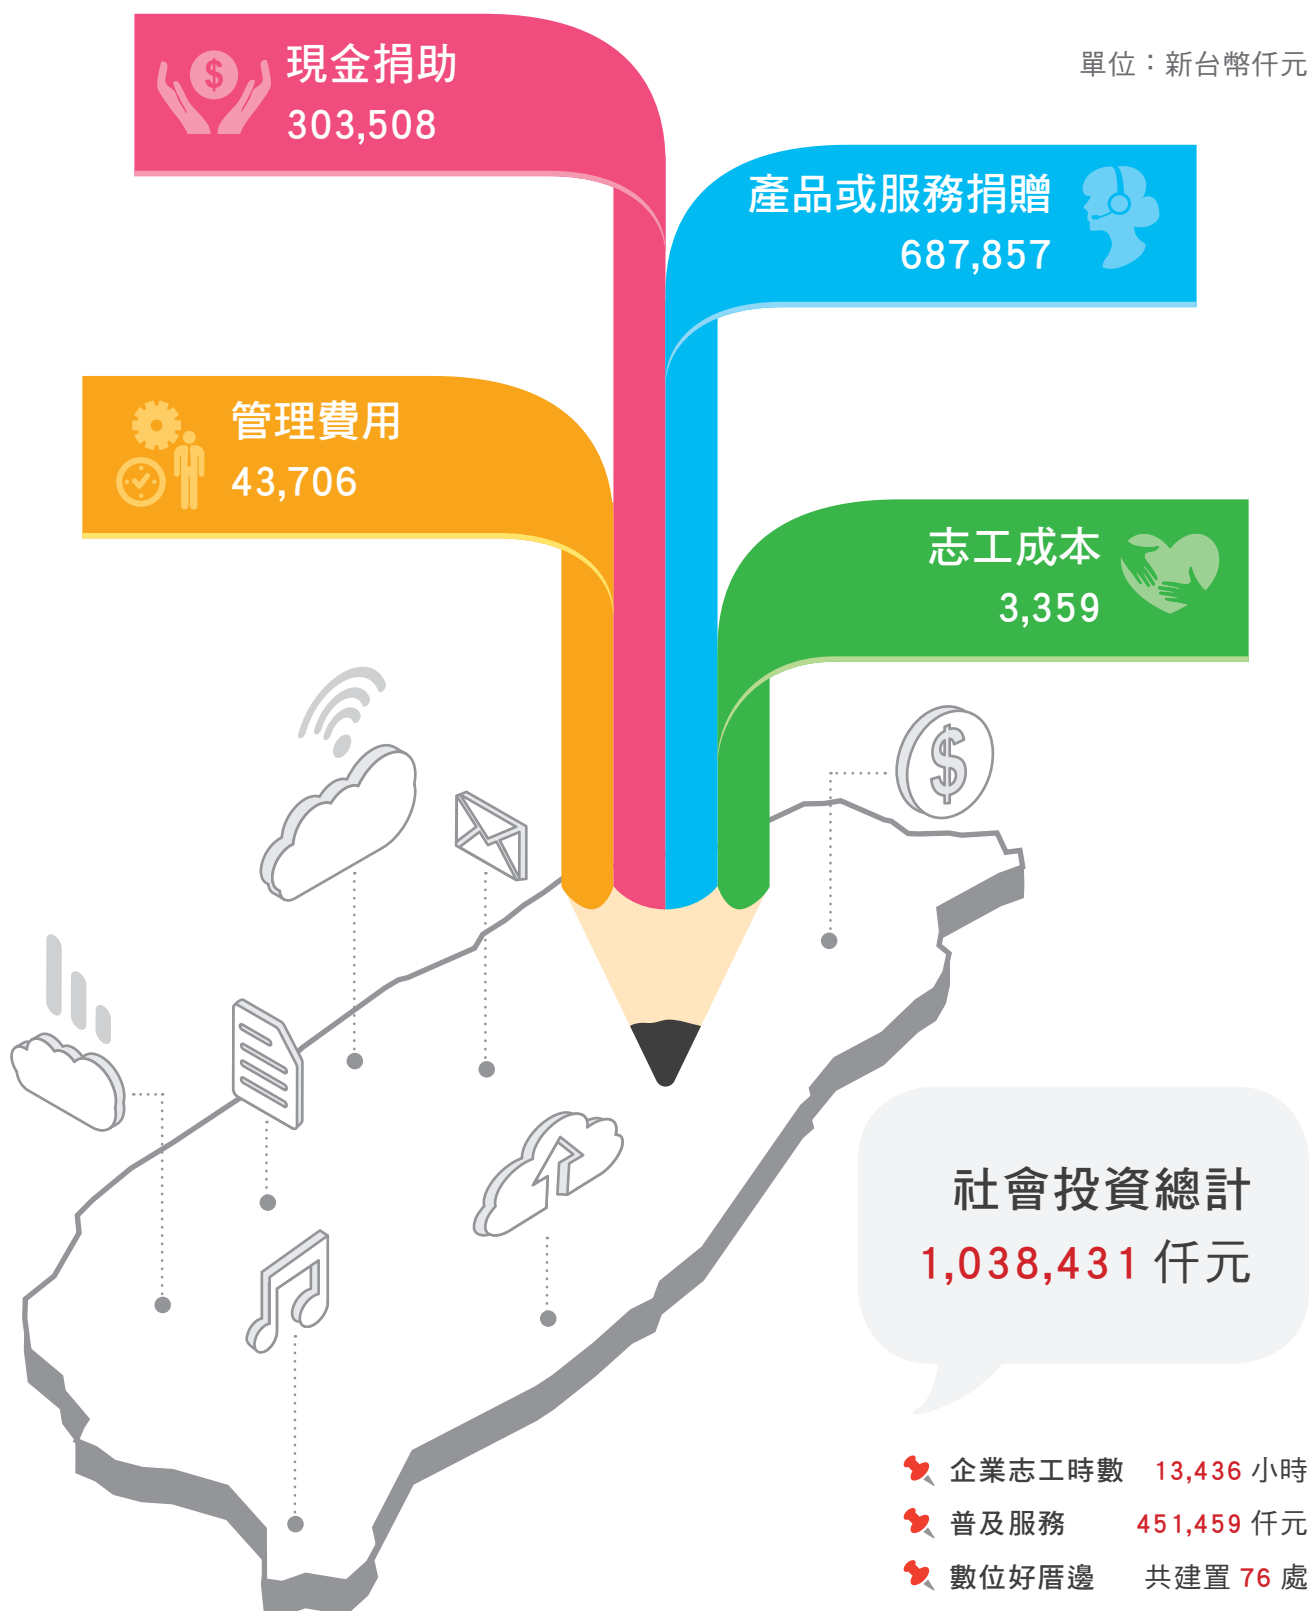 單位：新台幣仟元
現金捐助
303,508
產品或服務捐贈
687,857
管理費用
43,706
志工成本
3,359
社會投資總計
1,038,431 仟元
企業志工時數 13,436 小時
普及服務 451,459 仟元
數位好厝邊 共建置 76 處